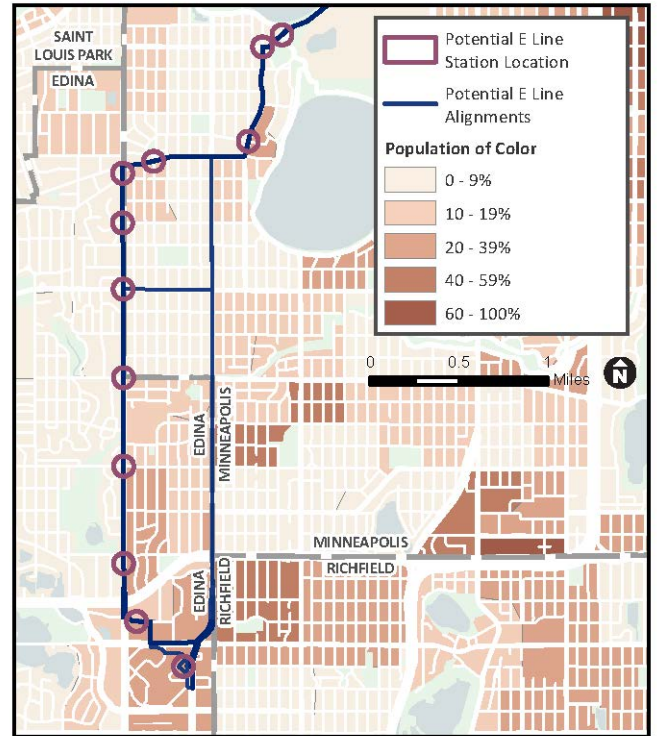 SAINT
LOUIS PARK
EDINA
Potential E Line
Station Location
Potential E Line
Alignments
Population of Color
0 - 9%
10 - 19%
20 - 39%
40 - 59%
60 - 100%
0 0.5 1
Miles
N
EDINA
MINNEAPOLIS
MINNEAPOLIS
RICHFIELD
EDINA
RICHFIELD